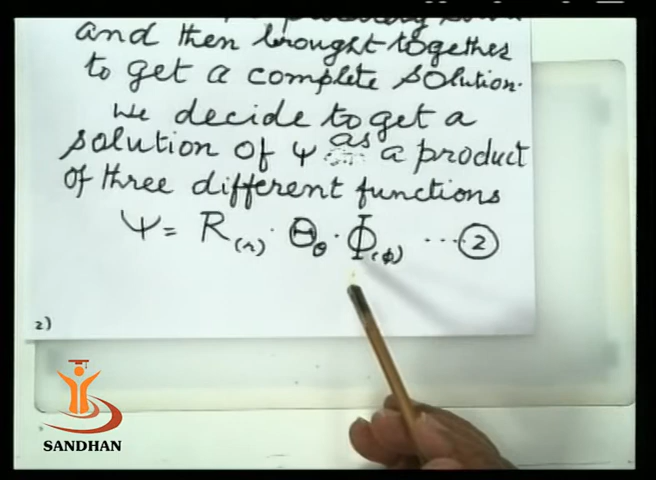 and then brought together
to get a complete solution.
We decide to get a
solution of Ψ as a product
of three different functions
Ψ = R(r) · Θθ · Φ(φ) ... ②
2)
SANDHAN